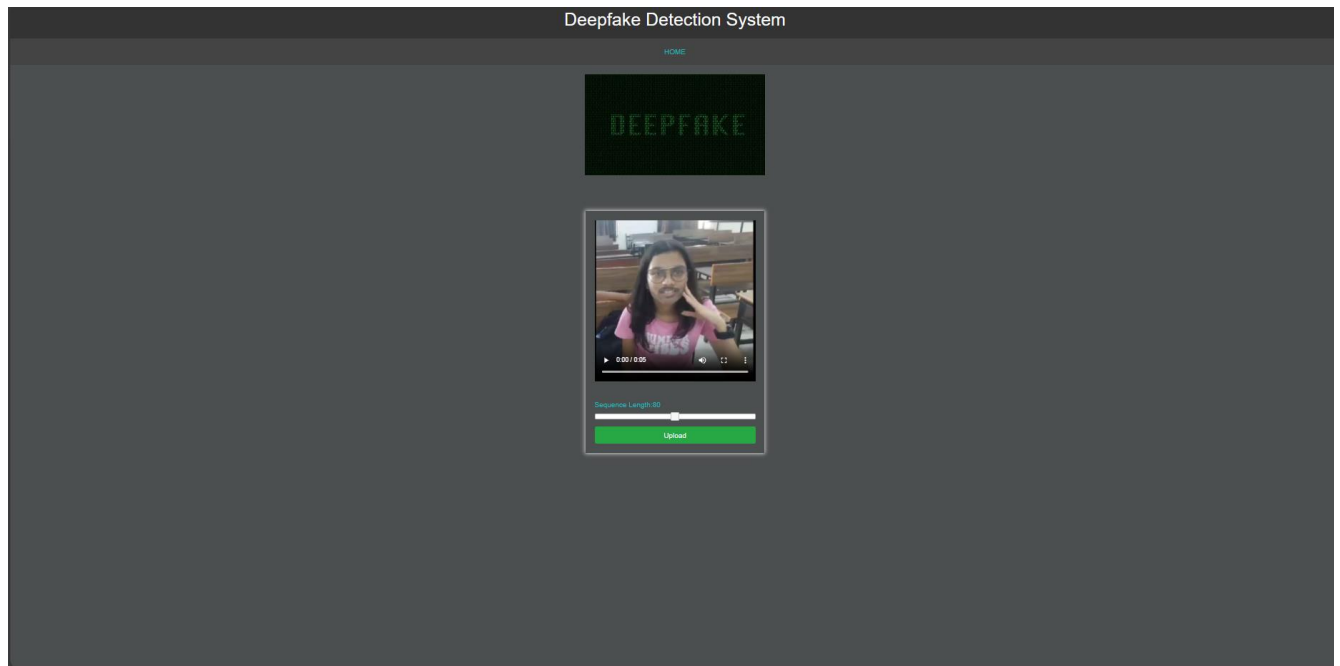 Deepfake Detection System
HOME
DEEPFAKE
0:00 / 0:05
Sequence Length:60
Upload